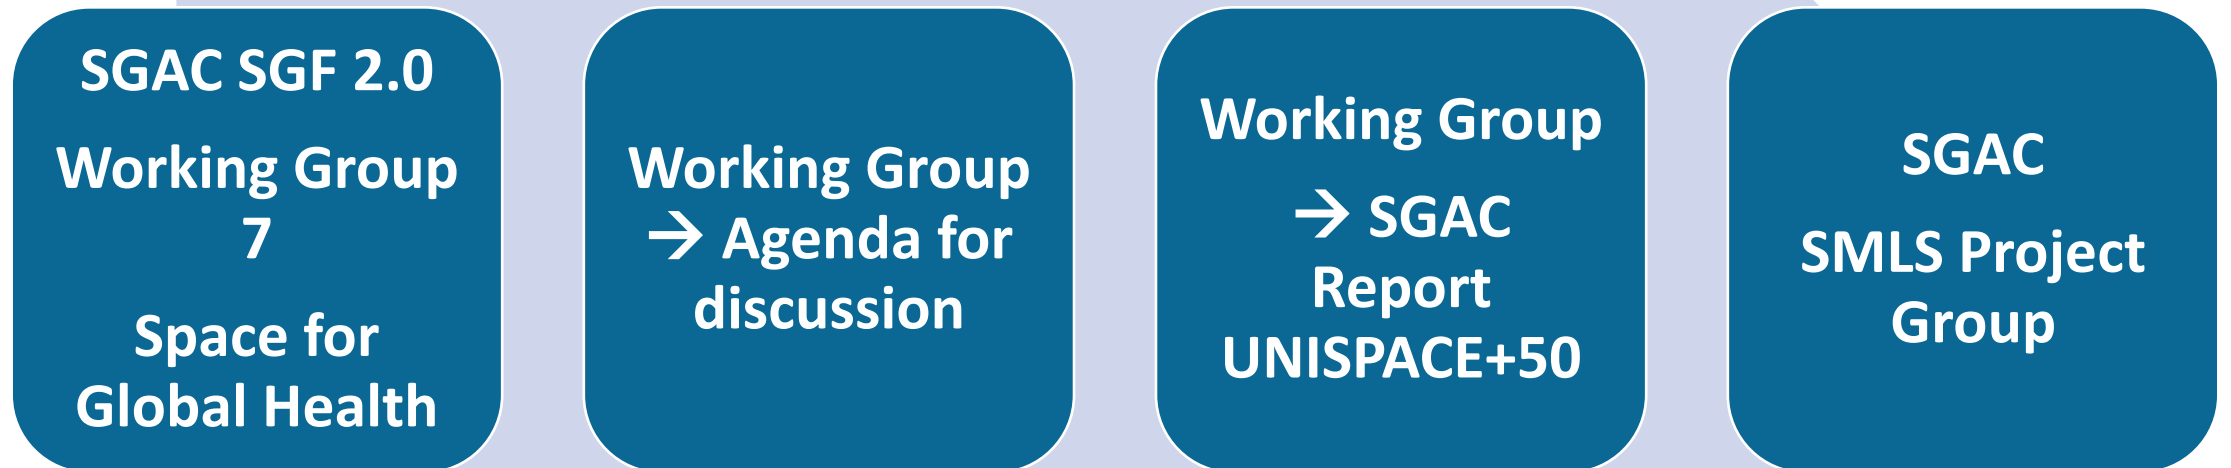 SGAC SGF 2.0
Working Group
7
Space for
Global Health
Working Group
→ Agenda for
discussion
Working Group
→ SGAC
Report
UNISPACE+50
SGAC
SMLS Project
Group